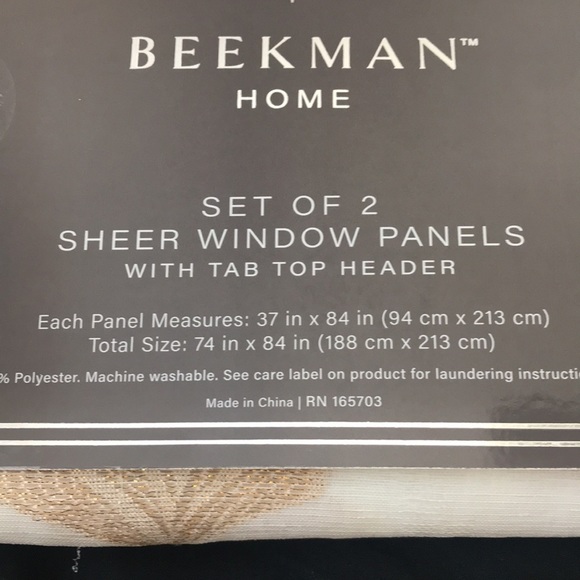 BEEKMAN™
HOME
SET OF 2
SHEER WINDOW PANELS
WITH TAB TOP HEADER
Each Panel Measures: 37 in x 84 in (94 cm x 213 cm)
Total Size: 74 in x 84 in (188 cm x 213 cm)
% Polyester. Machine washable. See care label on product for laundering
Made in China | RN 165703